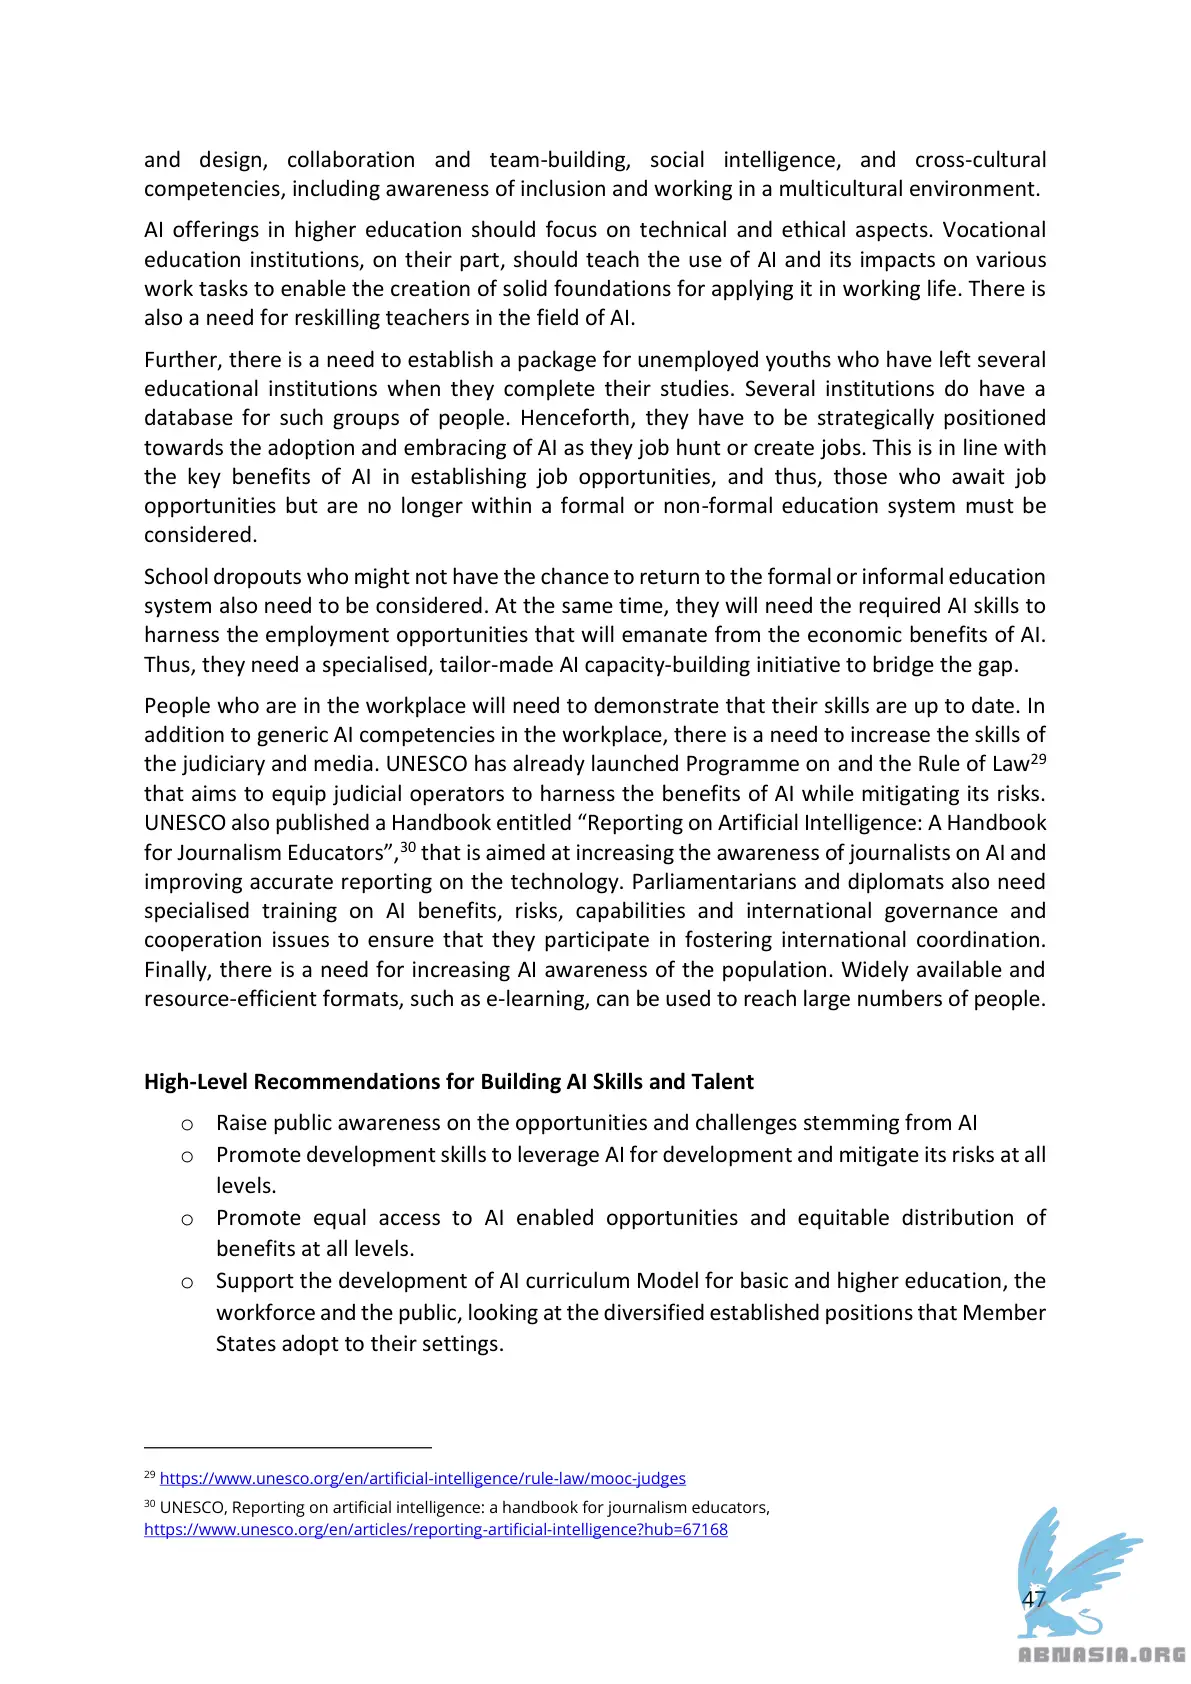 and design, collaboration and team-building, social intelligence, and cross-cultural
competencies, including awareness of inclusion and working in a multicultural environment.
AI offerings in higher education should focus on technical and ethical aspects. Vocational
education institutions, on their part, should teach the use of AI and its impacts on various
work tasks to enable the creation of solid foundations for applying it in working life. There is
also a need for reskilling teachers in the field of AI.
Further, there is a need to establish a package for unemployed youths who have left several
educational institutions when they complete their studies. Several institutions do have a
database for such groups of people. Henceforth, they have to be strategically positioned
towards the adoption and embracing of AI as they job hunt or create jobs. This is in line with
the key benefits of AI in establishing job opportunities, and thus, those who await job
opportunities but are no longer within a formal or non-formal education system must be
considered.
School dropouts who might not have the chance to return to the formal or informal education
system also need to be considered. At the same time, they will need the required AI skills to
harness the employment opportunities that will emanate from the economic benefits of AI.
Thus, they need a specialised, tailor-made AI capacity-building initiative to bridge the gap.
People who are in the workplace will need to demonstrate that their skills are up to date. In
addition to generic AI competencies in the workplace, there is a need to increase the skills of
the judiciary and media. UNESCO has already launched Programme on and the Rule of Law29
that aims to equip judicial operators to harness the benefits of AI while mitigating its risks.
UNESCO also published a Handbook entitled “Reporting on Artificial Intelligence: A Handbook
for Journalism Educators”,30 that is aimed at increasing the awareness of journalists on AI and
improving accurate reporting on the technology. Parliamentarians and diplomats also need
specialised training on AI benefits, risks, capabilities and international governance and
cooperation issues to ensure that they participate in fostering international coordination.
Finally, there is a need for increasing AI awareness of the population. Widely available and
resource-efficient formats, such as e-learning, can be used to reach large numbers of people.
High-Level Recommendations for Building AI Skills and Talent
o Raise public awareness on the opportunities and challenges stemming from AI
o Promote development skills to leverage AI for development and mitigate its risks at all
levels.
o Promote equal access to AI enabled opportunities and equitable distribution of
benefits at all levels.
o Support the development of AI curriculum Model for basic and higher education, the
workforce and the public, looking at the diversified established positions that Member
States adopt to their settings.
29 https://www.unesco.org/en/artificial-intelligence/rule-law/mooc-judges
30 UNESCO, Reporting on artificial intelligence: a handbook for journalism educators,
https://www.unesco.org/en/articles/reporting-artificial-intelligence?hub=67168
47
ABNASIA.ORG